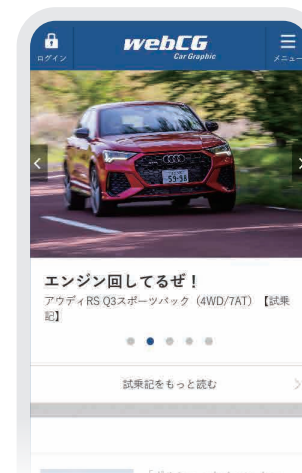 webCG
Car Graphic
ログイン
メニュー
59-98
エンジン回してるぜ！
アウディRS Q3スポーツバック（4WD/7AT）【試乗
記】
試乗記をもっと読む